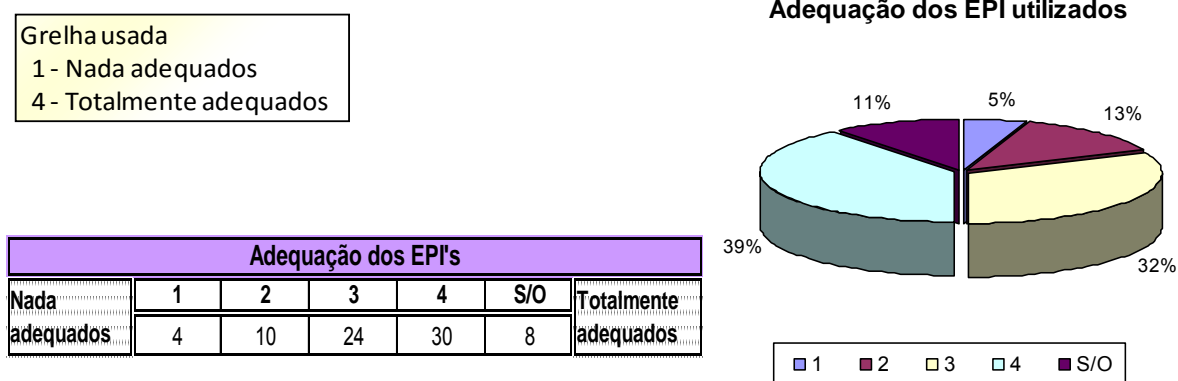 Grelha usada
1 - Nada adequados
4 - Totalmente adequados
Adequação dos EPI utilizados
11%
5%
13%
39%
32%
1 2 3 4 S/O
Adequação dos EPI's
Nada adequados
1 2 3 4 S/O
4 10 24 30 8
Totalmente adequados